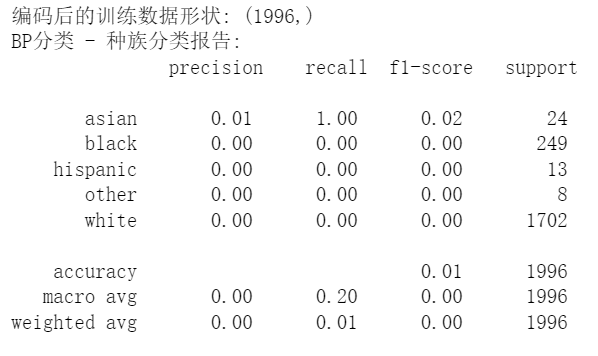 编码后的训练数据形状: (1996,)
BP分类 - 种族分类报告:
precision recall f1-score support
asian 0.01 1.00 0.02 24
black 0.00 0.00 0.00 249
hispanic 0.00 0.00 0.00 13
other 0.00 0.00 0.00 8
white 0.00 0.00 0.00 1702
accuracy 0.01 1996
macro avg 0.00 0.20 0.00 1996
weighted avg 0.00 0.01 0.00 1996